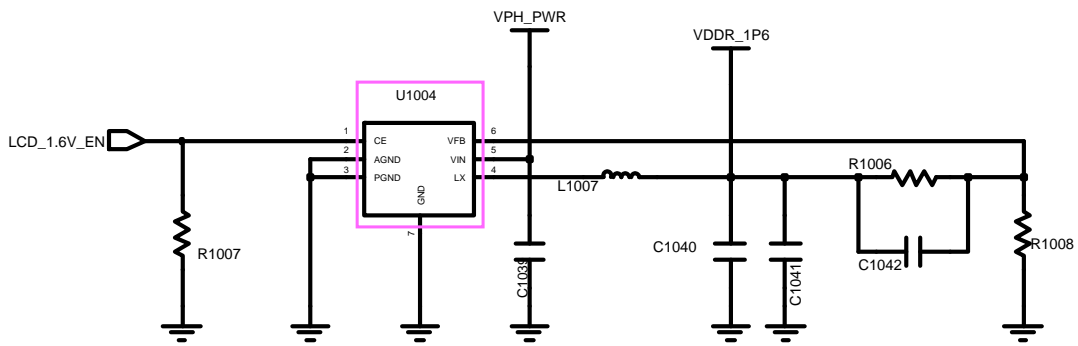 VPH_PWR
VDDR_1P6
U1004
LCD_1.6V_EN
1
CE
VFB
6
2
AGND
VIN
5
3
PGND
LX
4
GND
7
L1007
R1006
R1007
C1039
C1040
C1041
C1042
R1008